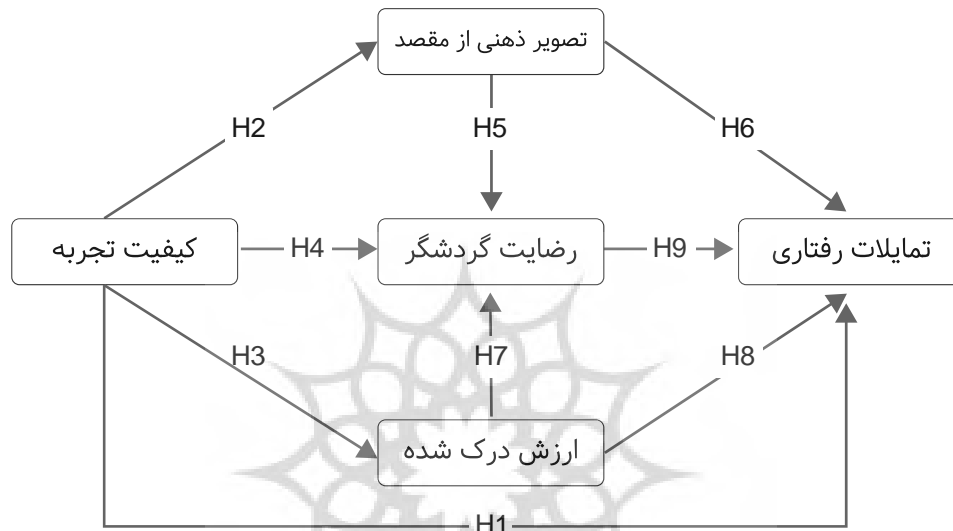 تصویر ذهنی از مقصد
H2
H5
H6
کیفیت تجربه
H4
رضایت گردشگر
H9
تمایلات رفتاری
H3
H7
H8
ارزش درک شده
H1